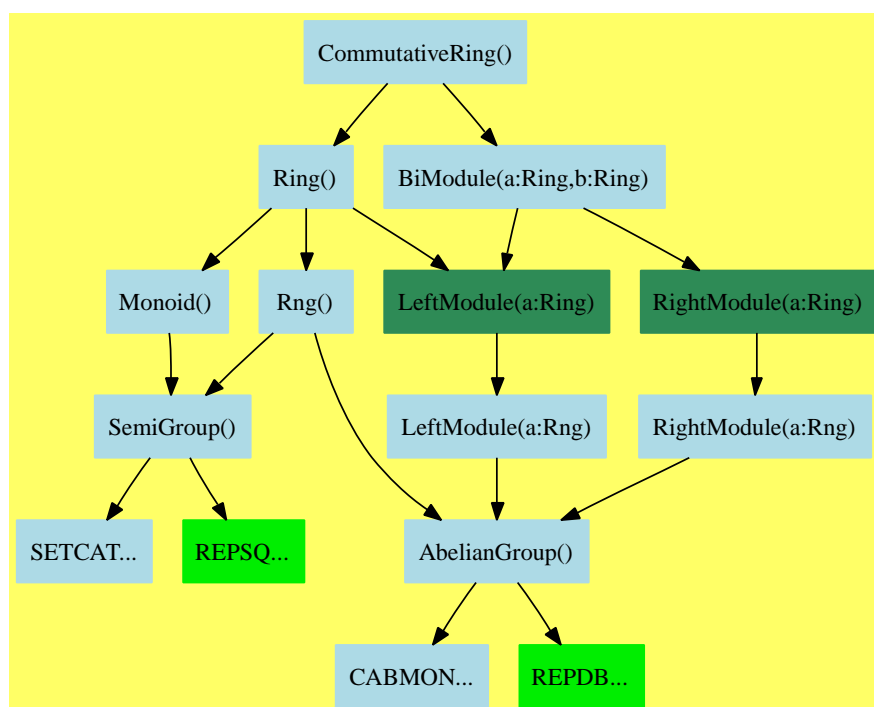 CommutativeRing()
Ring()
BiModule(a:Ring,b:Ring)
Monoid()
Rng()
LeftModule(a:Ring)
RightModule(a:Ring)
SemiGroup()
LeftModule(a:Rng)
RightModule(a:Rng)
SETCAT...
REPSQ...
AbelianGroup()
CABMON...
REPDB...